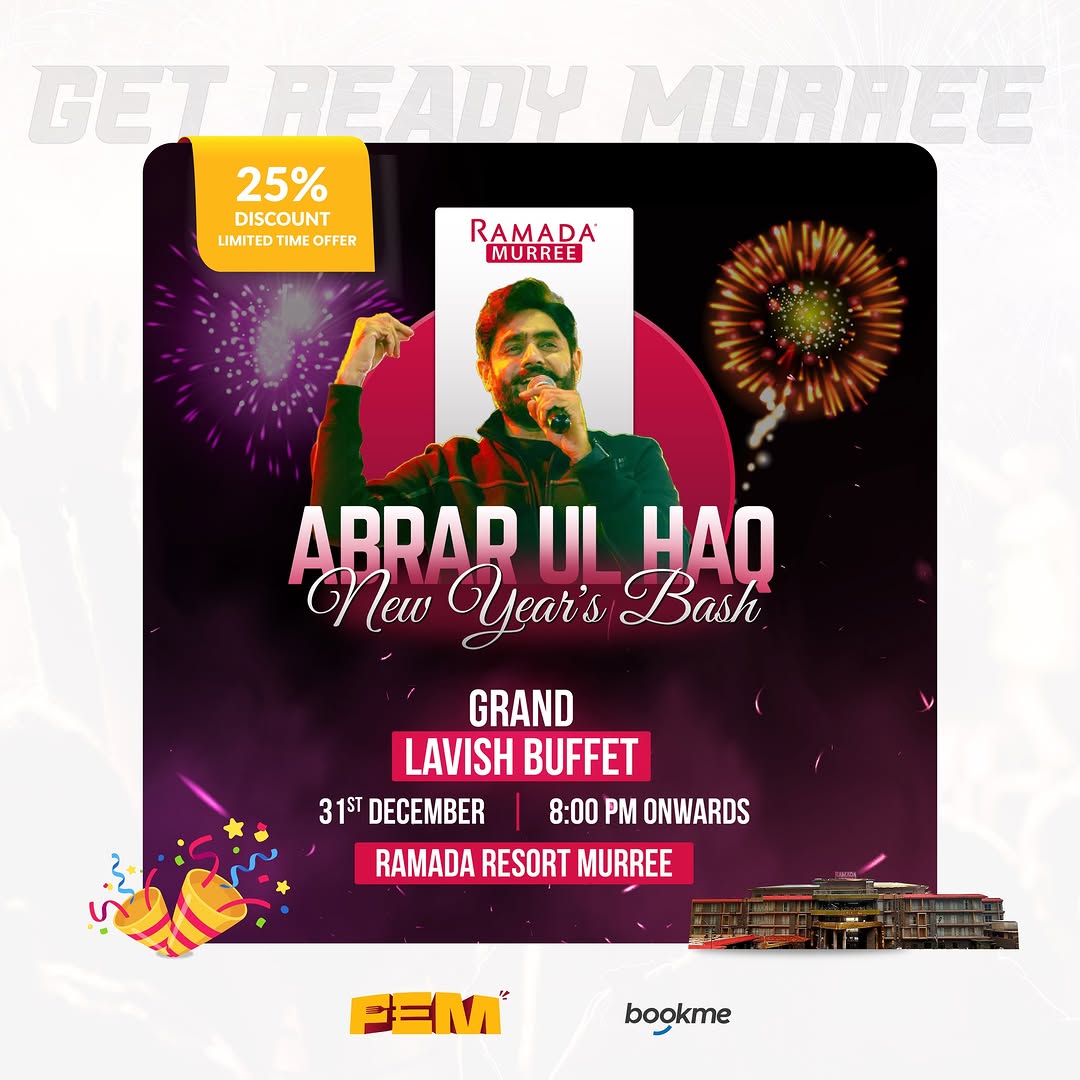 GET READY MURREE
25%
DISCOUNT
LIMITED TIME OFFER
RAMADA®
MURREE
ABRAR UL HAQ
New Year's Bash
GRAND
LAVISH BUFFET
31ST DECEMBER | 8:00 PM ONWARDS
RAMADA RESORT MURREE
RAMADA
FEM
bookme